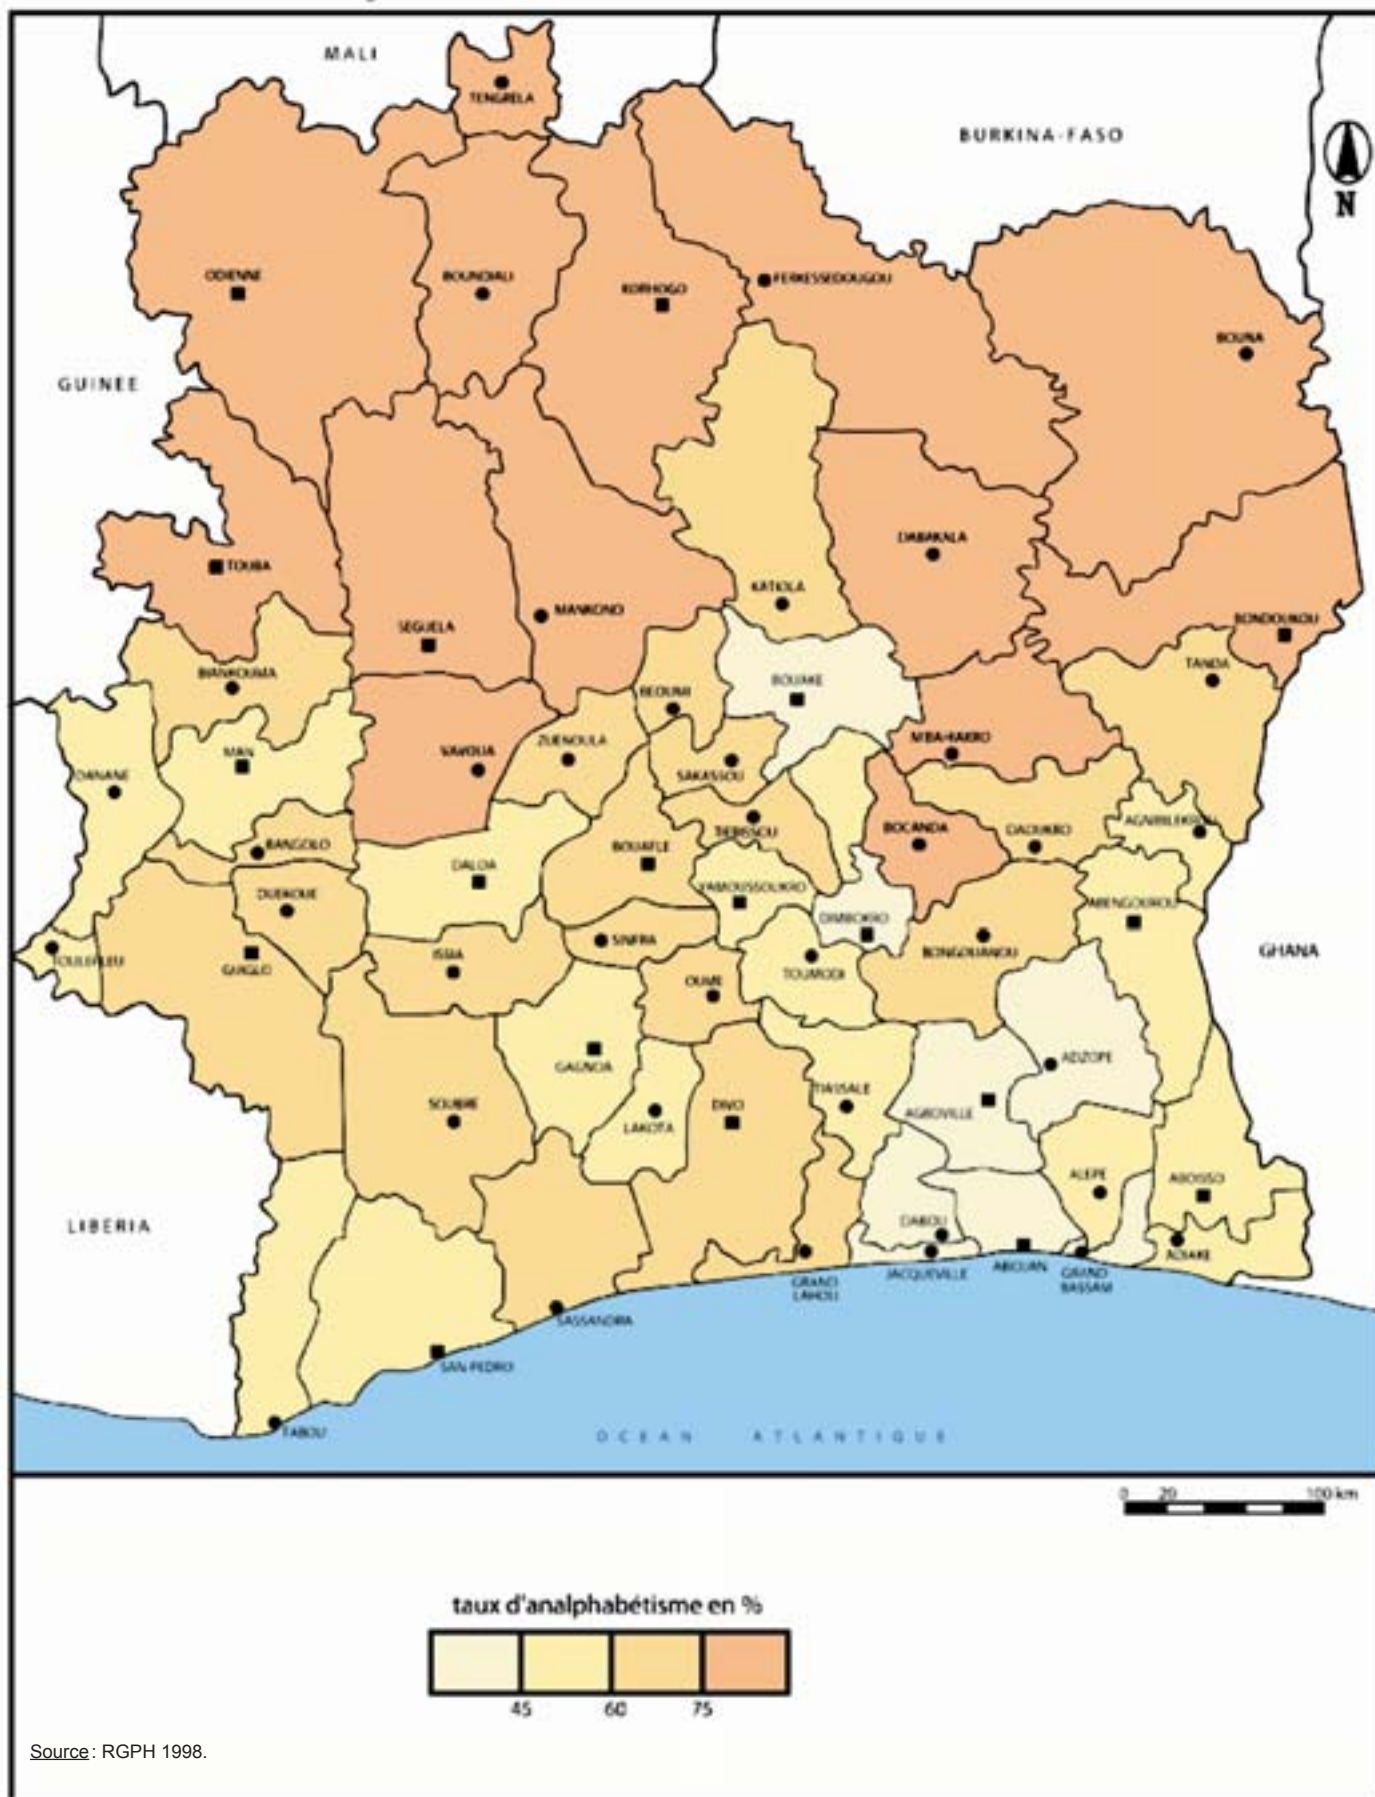 MALI
TENGRELA
BURKINA-FASO
N
ODIENNE
BOUNDIALI
KORHOGO
FERKESSEDOUGOU
BOUNA
GUINEE
DABAKALA
TOUBA
KATIOLA
MANKONO
SEGUELA
BONDOUKOU
TANDA
BIANKOUMA
BEOUMI
BOUAKE
MAN
VAVOUA
ZUENOULA
MBAHIAKRO
DANANE
SAKASSOU
TIEBISSOU
BOCANDA
DAOUKRO
AGNIBILEKROU
BANGOLO
BOUAFLE
DALOA
DUEKOUE
YAMOUSSOUKRO
ABENGOUROU
DIMBOKRO
SINFRA
BONGOUANOU
GHANA
TOULEPLEU
GUIGLO
ISSIA
TOUMODI
OUME
ADZOPE
GAGNOA
TIASSALE
SOUBRE
LAKOTA
DIVO
AGBOVILLE
ALEPE
ABOISSO
LIBERIA
DABOU
ADIAKE
JACQUEVILLE
ABIDJAN
GRAND
BASSAM
GRAND
LAHOU
SASSANDRA
SAN-PEDRO
TABOU
OCEAN ATLANTIQUE
0 20 100 km
taux d'analphabétisme en %
45 60 75
Source : RGPH 1998.